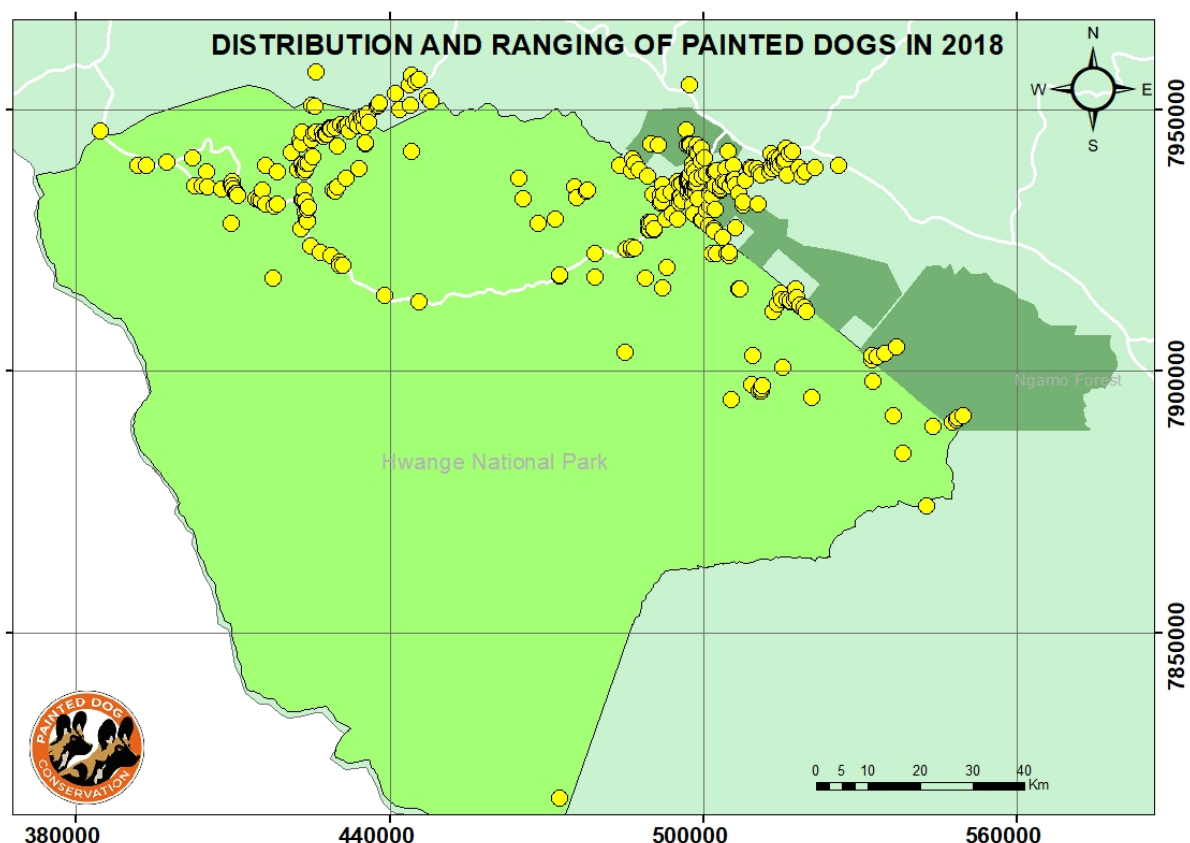 DISTRIBUTION AND RANGING OF PAINTED DOGS IN 2018
N
W E
S
7950000
7900000
Ngamo Forest
Hwange National Park
7850000
PAINTED DOG
CONSERVATION
0 5 10 20 30 40
Km
380000 440000 500000 560000